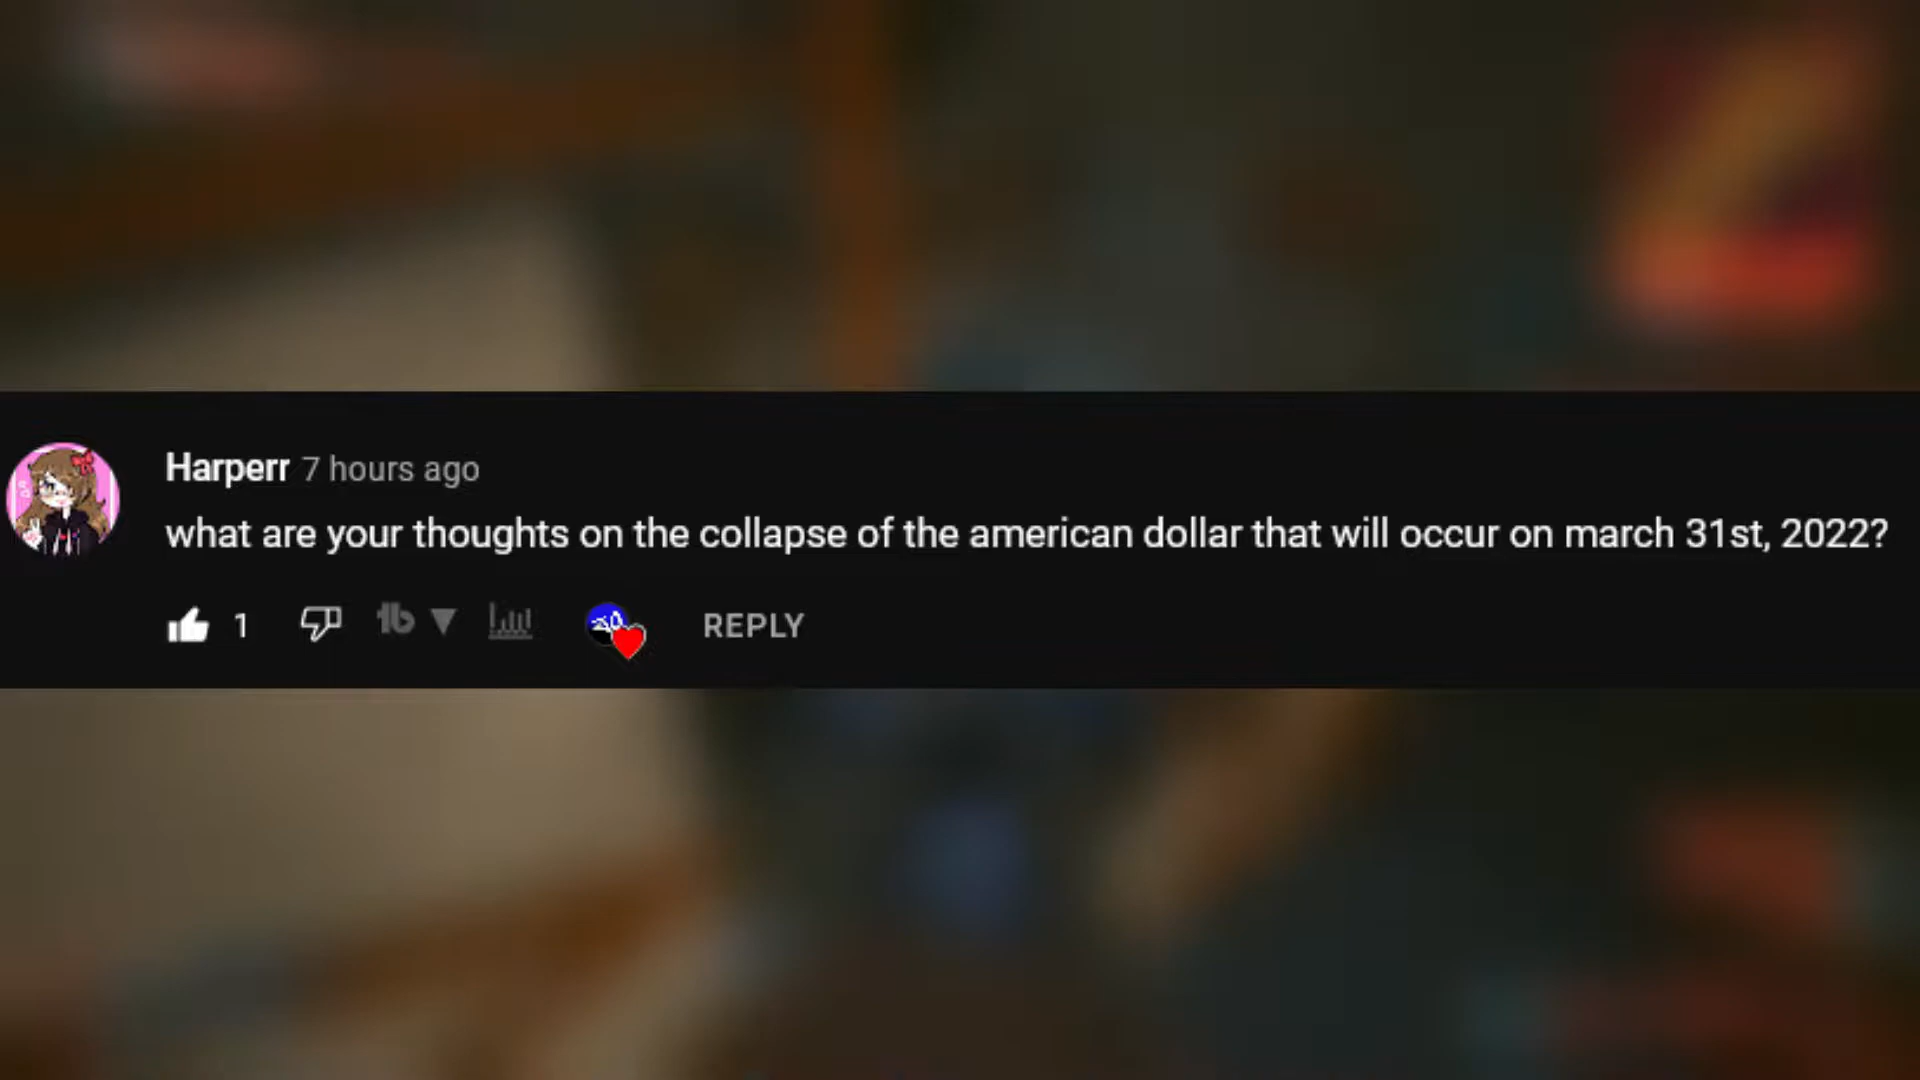 Harperr 7 hours ago
what are your thoughts on the collapse of the american dollar that will occur on march 31st, 2022?
1 tb REPLY